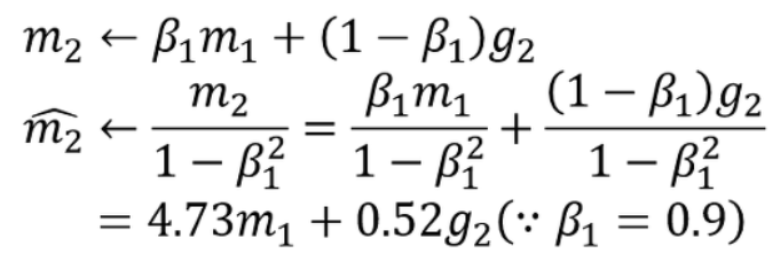 m₂ ← β₁m₁ + (1 − β₁)g₂
m̂₂ ← m₂ / (1 − β₁²) = β₁m₁ / (1 − β₁²) + (1 − β₁)g₂ / (1 − β₁²)
= 4.73m₁ + 0.52g₂(∵ β₁ = 0.9)